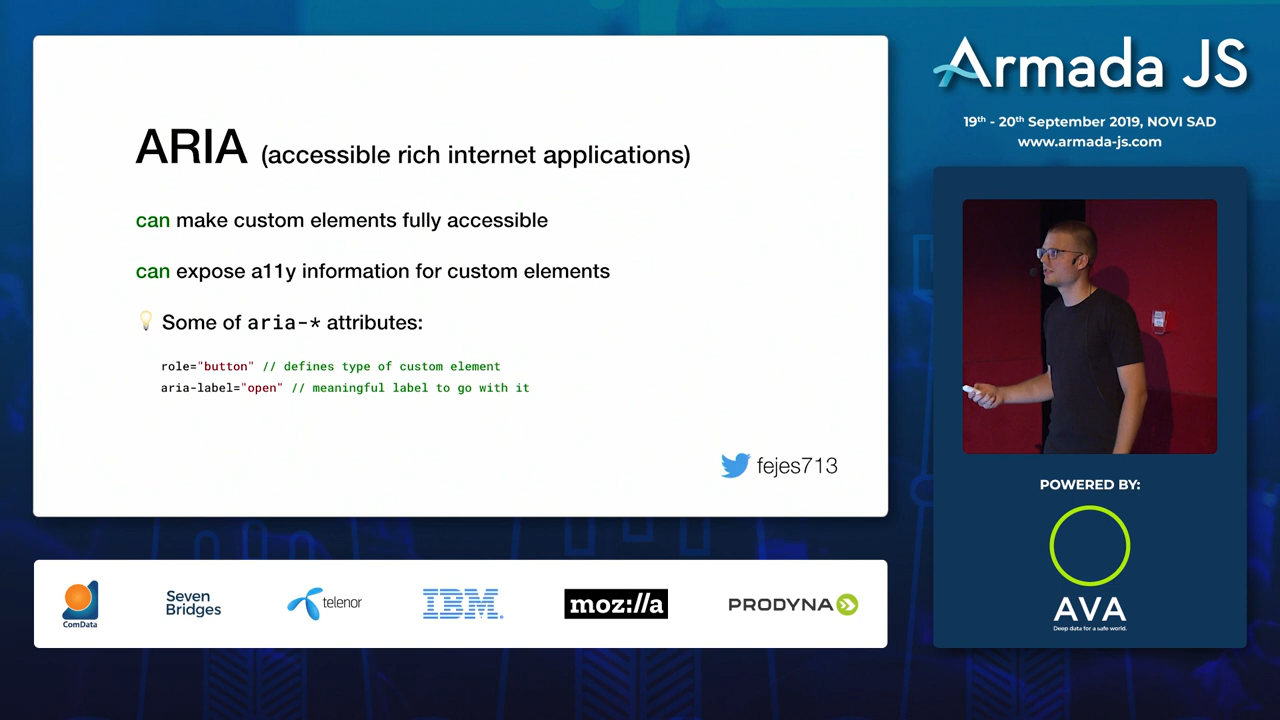 ARIA (accessible rich internet applications)
can make custom elements fully accessible
can expose a11y information for custom elements
Some of aria-* attributes:
role="button" // defines type of custom element
aria-label="open" // meaningful label to go with it
fejes713
Armada JS
19th - 20th September 2019, NOVI SAD
www.armada-js.com
POWERED BY:
AVA
Deep data for a safe world.
ComData
Seven
Bridges
telenor
IBM
moz://a
PRODYNA